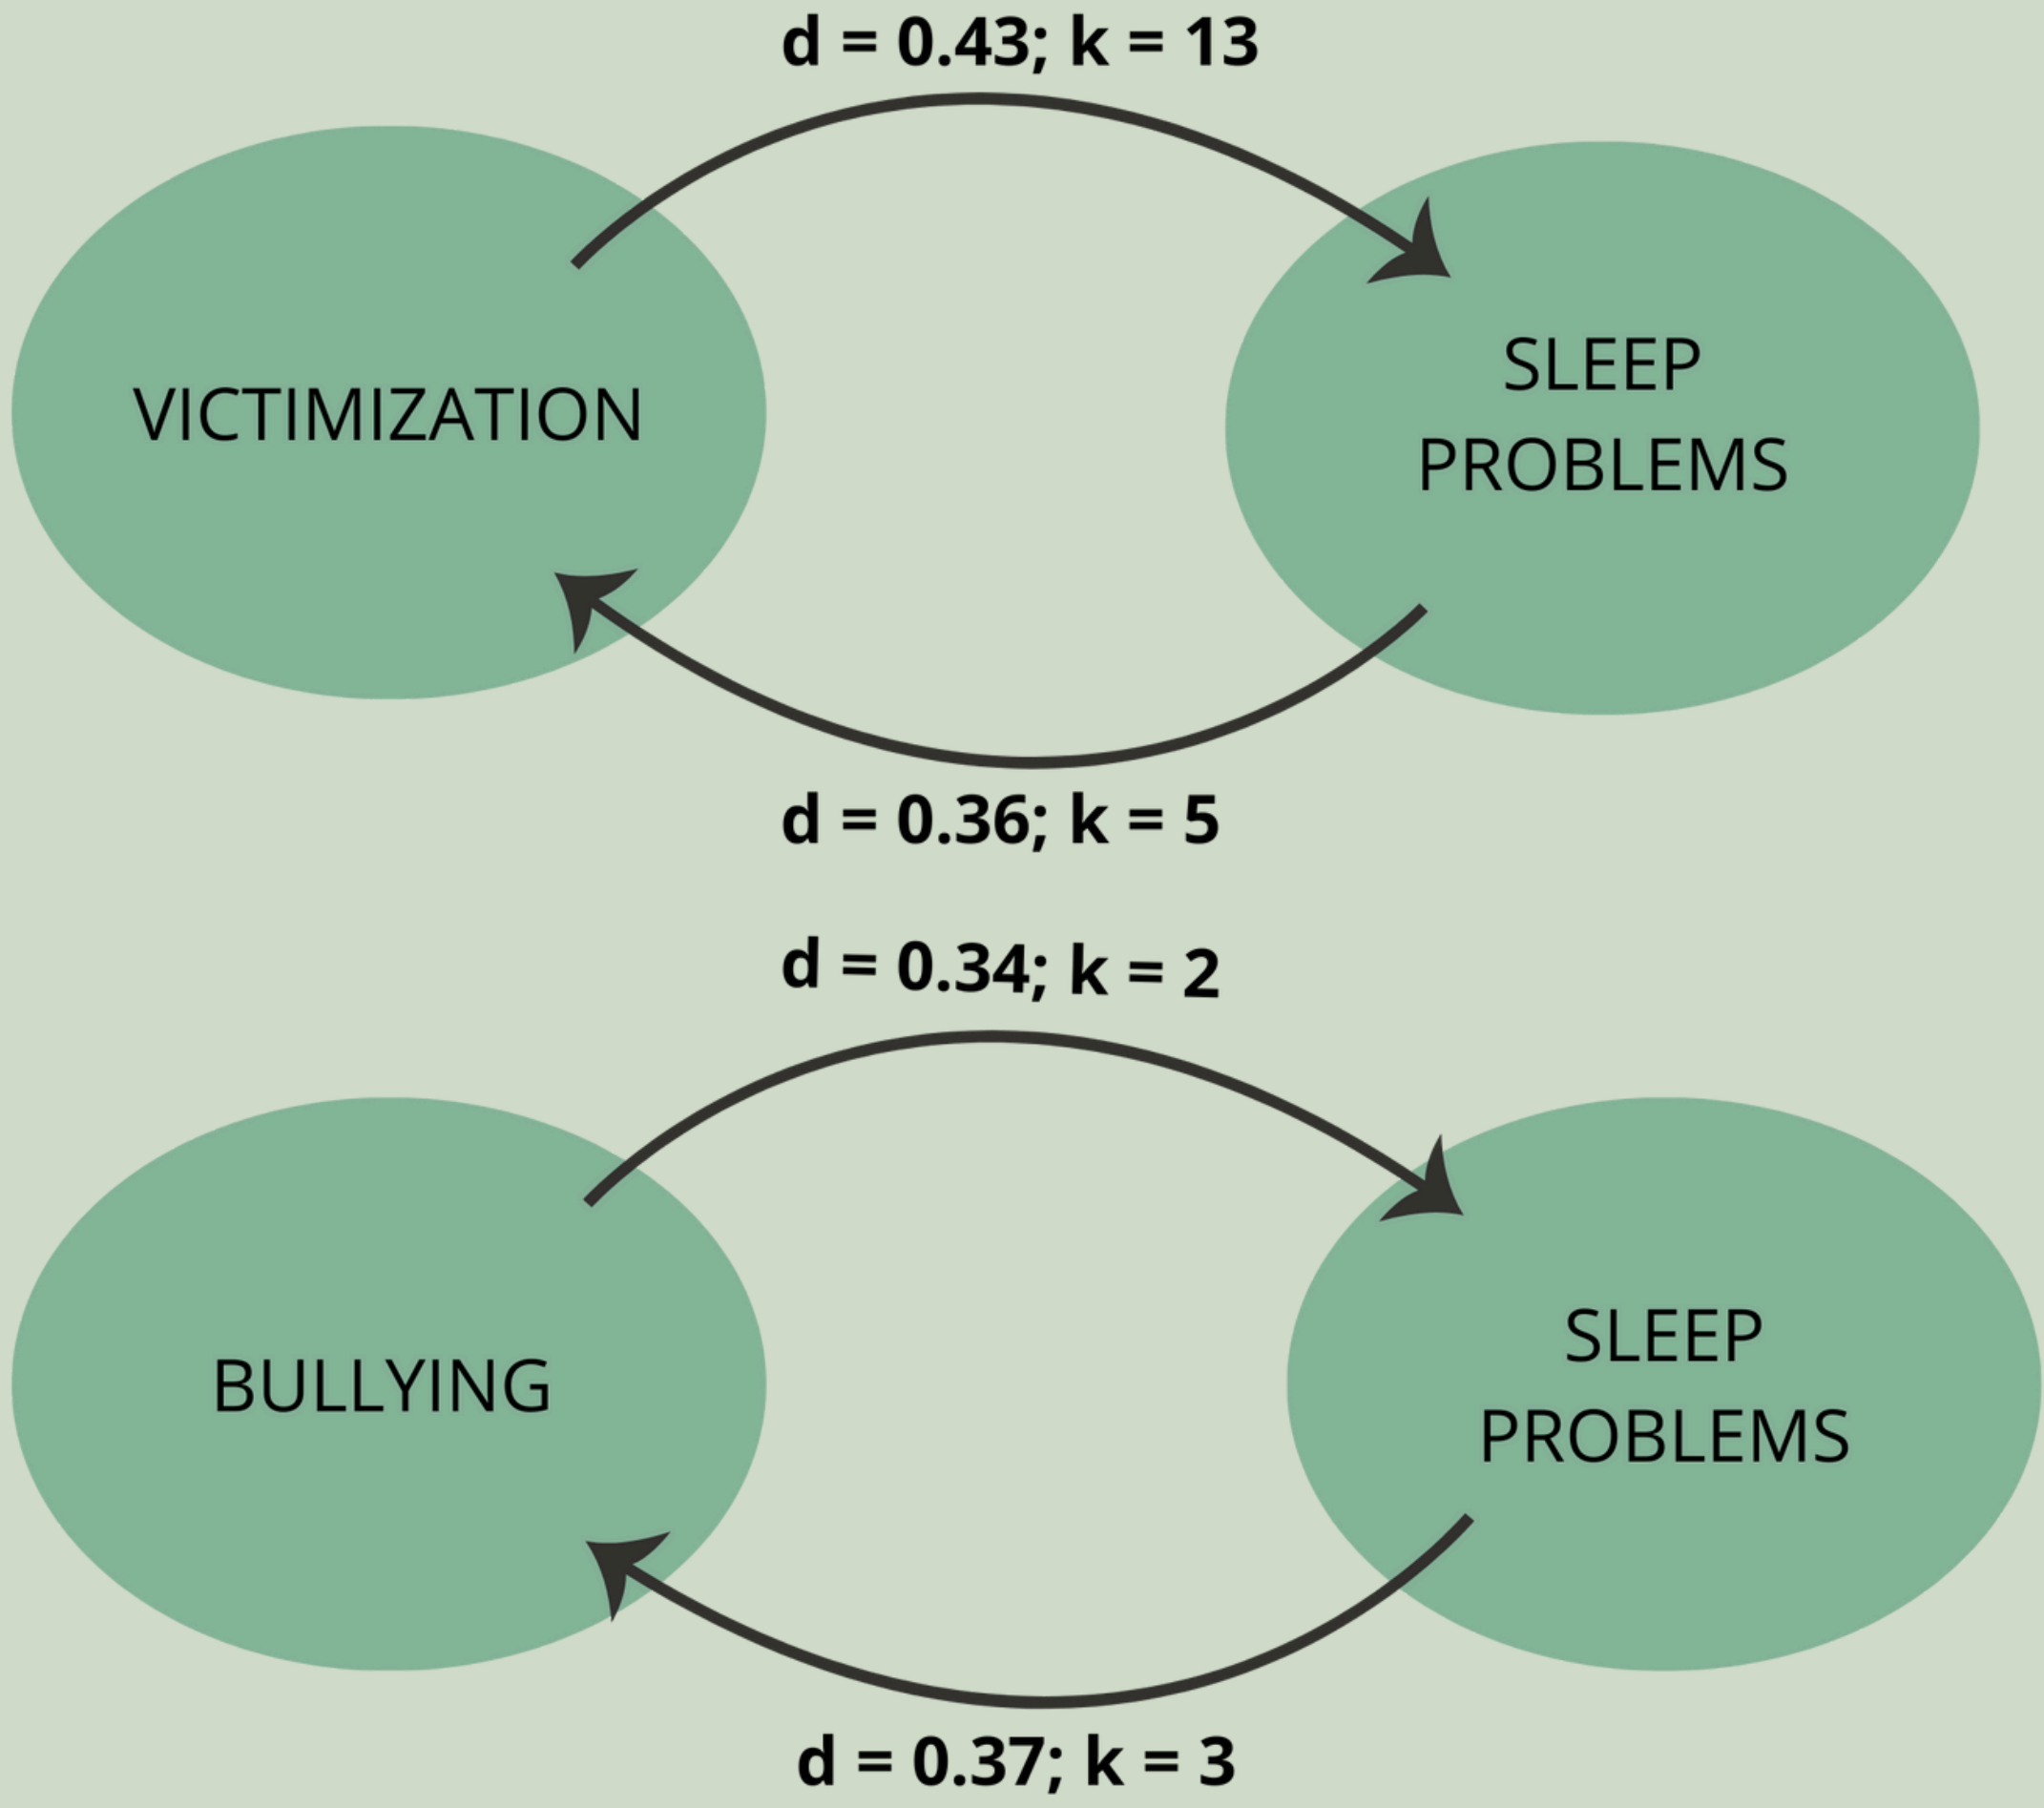 d = 0.43; k = 13
VICTIMIZATION
SLEEP
PROBLEMS
d = 0.36; k = 5
d = 0.34; k = 2
BULLYING
SLEEP
PROBLEMS
d = 0.37; k = 3